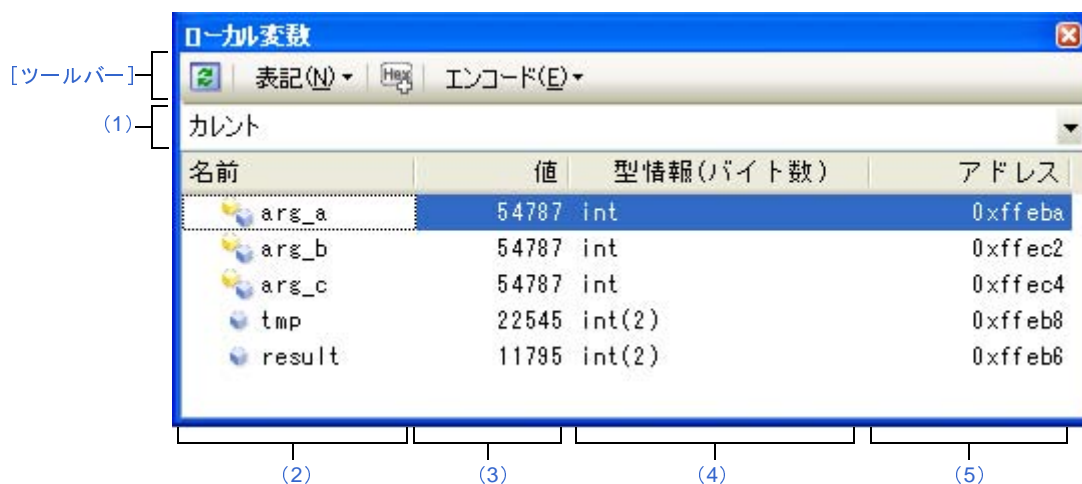 ローカル変数
[ツールバー]
表記(N) Hex エンコード(E)
(1)
カレント
名前 値 型情報(バイト数) アドレス
arg_a 54787 int 0xffeba
arg_b 54787 int 0xffec2
arg_c 54787 int 0xffec4
tmp 22545 int(2) 0xffeb8
result 11795 int(2) 0xffeb6
(2) (3) (4) (5)